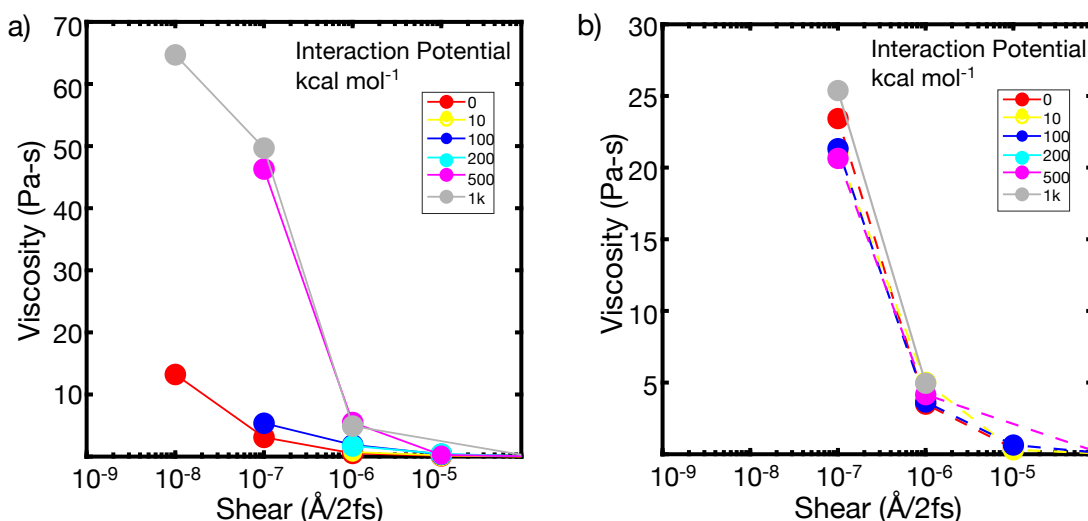 a)
Interaction Potential
kcal mol⁻¹
0
10
100
200
500
1k
70
60
50
40
30
20
10
Viscosity (Pa-s)
10⁻⁹ 10⁻⁸ 10⁻⁷ 10⁻⁶ 10⁻⁵
Shear (Å/2fs)
b)
Interaction Potential
kcal mol⁻¹
0
10
100
200
500
1k
30
25
20
15
10
5
Viscosity (Pa-s)
10⁻⁹ 10⁻⁸ 10⁻⁷ 10⁻⁶ 10⁻⁵
Shear (Å/2fs)